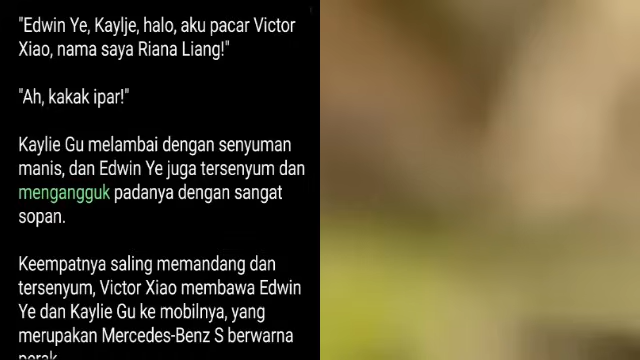 "Edwin Ye, Kaylje, halo, aku pacar Victor
Xiao, nama saya Riana Liang!"
"Ah, kakak ipar!"
Kaylie Gu melambai dengan senyuman
manis, dan Edwin Ye juga tersenyum dan
mengangguk padanya dengan sangat
sopan.
Keempatnya saling memandang dan
tersenyum, Victor Xiao membawa Edwin
Ye dan Kaylie Gu ke mobilnya, yang
merupakan Mercedes-Benz S berwarna
perak